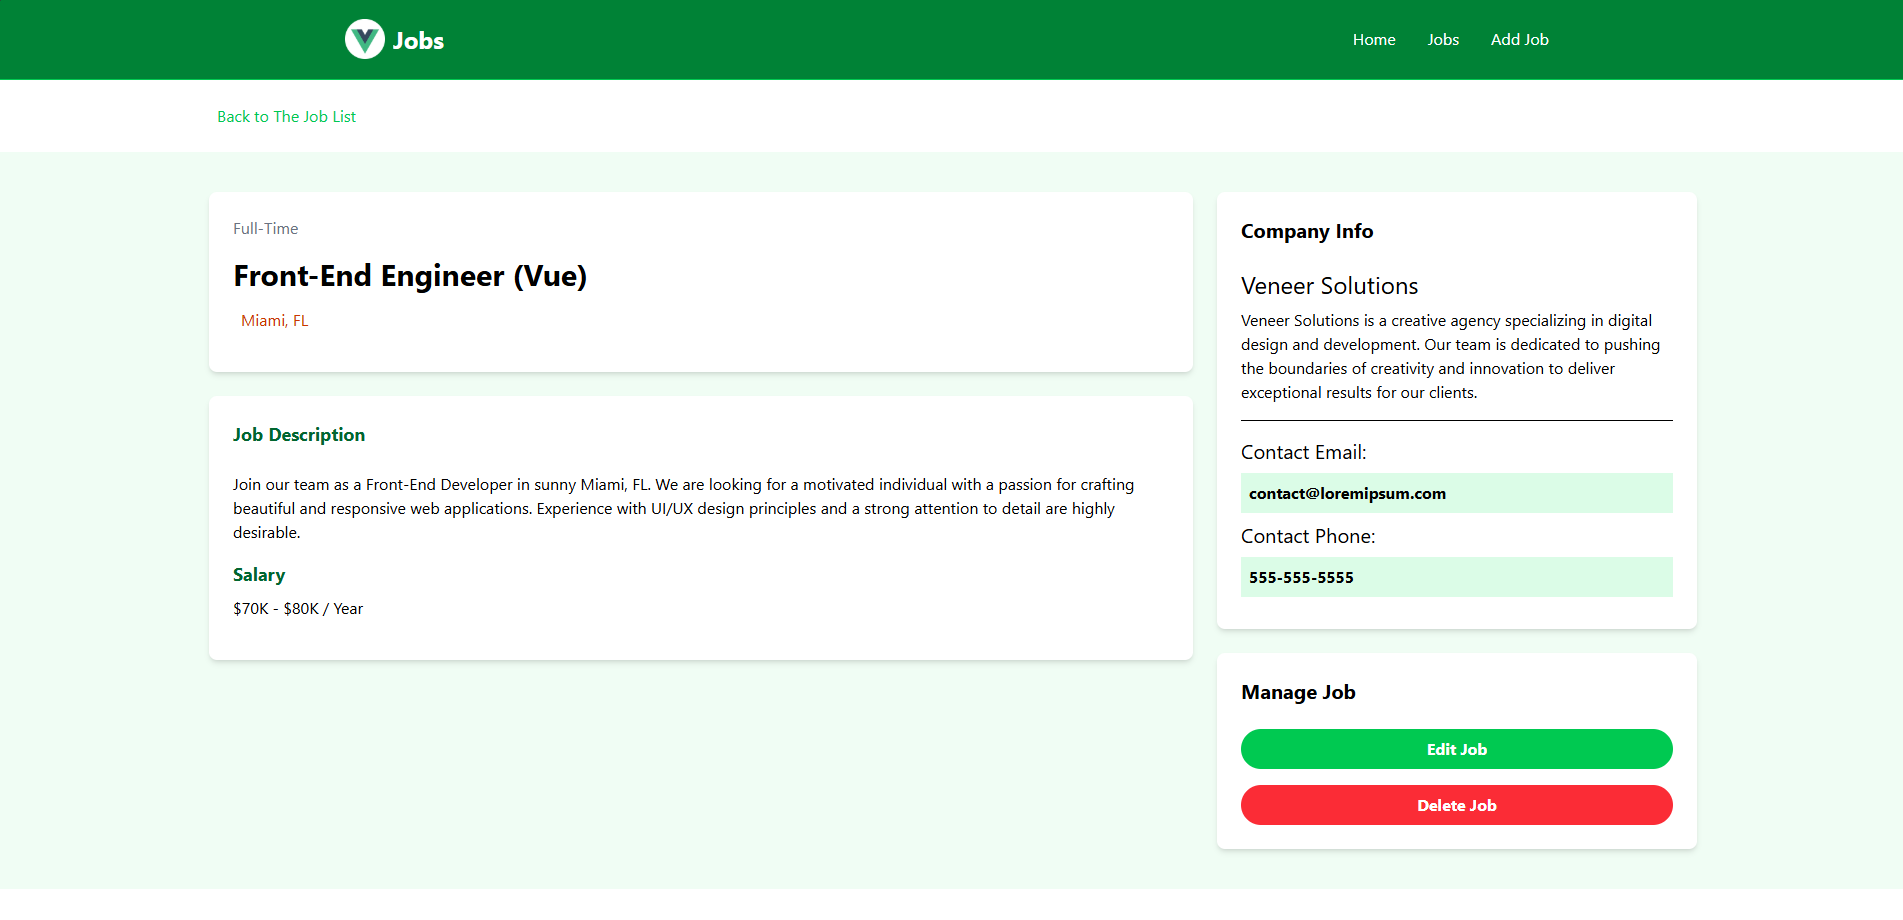 Jobs
Home
Jobs
Add Job
Back to The Job List
Full-Time
Front-End Engineer (Vue)
Miami, FL
Job Description
Join our team as a Front-End Developer in sunny Miami, FL. We are looking for a motivated individual with a passion for crafting
beautiful and responsive web applications. Experience with UI/UX design principles and a strong attention to detail are highly
desirable.
Salary
$70K - $80K / Year
Company Info
Veneer Solutions
Veneer Solutions is a creative agency specializing in digital
design and development. Our team is dedicated to pushing
the boundaries of creativity and innovation to deliver
exceptional results for our clients.
Contact Email:
contact@loremipsum.com
Contact Phone:
555-555-5555
Manage Job
Edit Job
Delete Job